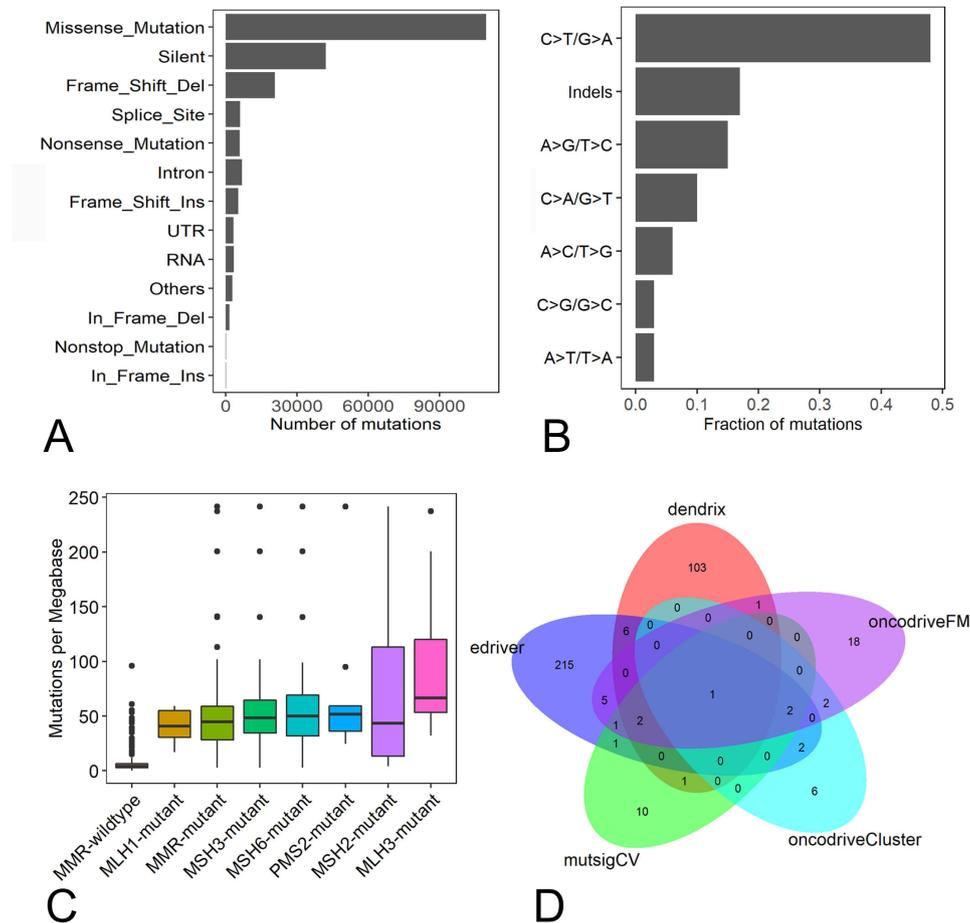 Missense_Mutation
Silent
Frame_Shift_Del
Splice_Site
Nonsense_Mutation
Intron
Frame_Shift_Ins
UTR
RNA
Others
In_Frame_Del
Nonstop_Mutation
In_Frame_Ins
0 30000 60000 90000
Number of mutations
A
C>T/G>A
Indels
A>G/T>C
C>A/G>T
A>C/T>G
C>G/G>C
A>T/T>A
0.0 0.1 0.2 0.3 0.4 0.5
Fraction of mutations
B
Mutations per Megabase
250
200
150
100
50
0
MMR-wildtype
MLH1-mutant
MMR-mutant
MSH3-mutant
MSH6-mutant
PMS2-mutant
MSH2-mutant
MLH3-mutant
C
dendrix
103
0 1
0 0
6 0 0 0
oncodriveFM
18
edriver
215
0
0 0
5 1 2
2 2 0
1
1 2
0 0 0
1 0 0
10 6
mutsigCV
oncodriveCluster
D